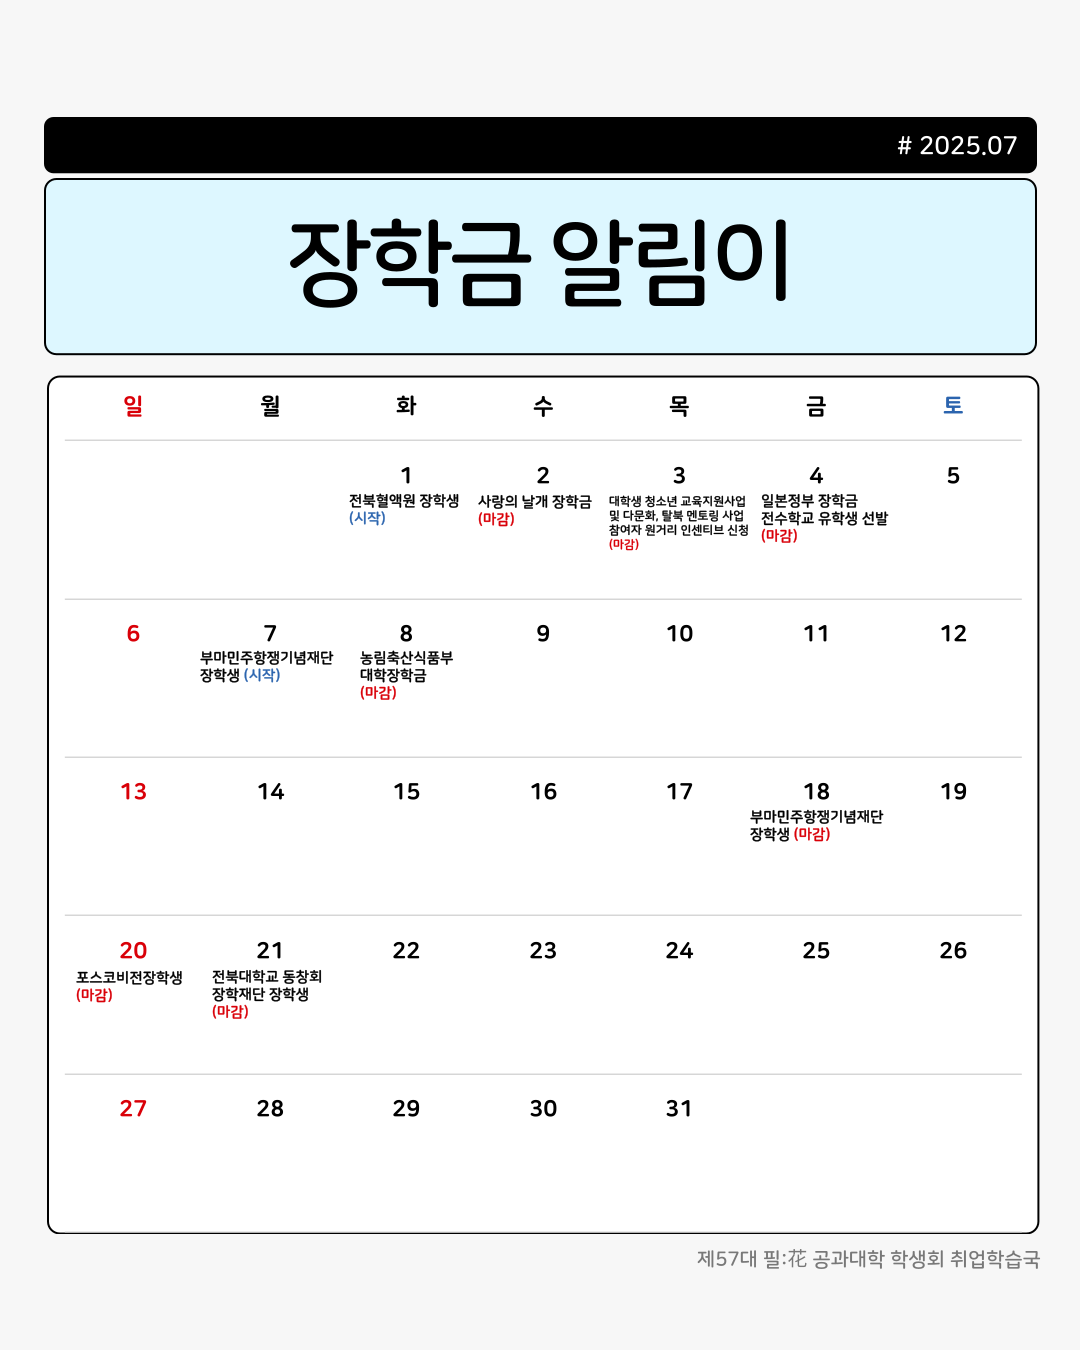 # 2025.07
장학금 알림이
일 월 화 수 목 금 토
1 2 3 4 5
전북혈액원 장학생
(시작)
사랑의 날개 장학금
(마감)
대학생 청소년 교육지원사업
및 다문화, 탈북 멘토링 사업
참여자 원거리 인센티브 신청
(마감)
일본정부 장학금
전수학교 유학생 선발
(마감)
6 7 8 9 10 11 12
부마민주항쟁기념재단
장학생 (시작)
농림축산식품부
대학장학금
(마감)
13 14 15 16 17 18 19
부마민주항쟁기념재단
장학생 (마감)
20 21 22 23 24 25 26
포스코비전장학생
(마감)
전북대학교 동창회
장학재단 장학생
(마감)
27 28 29 30 31
제57대 필:花 공과대학 학생회 취업학습국